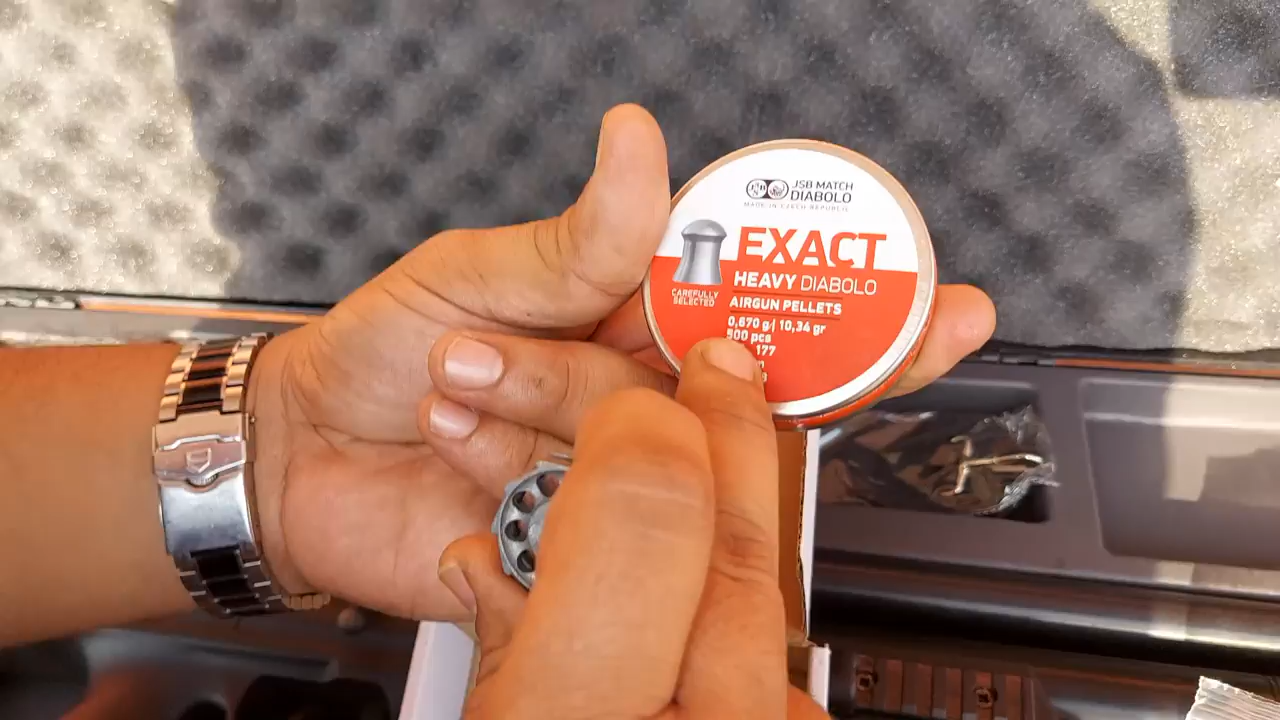 JSB MATCH
DIABOLO
MADE IN CZECH REPUBLIC
EXACT
HEAVY DIABOLO
CAREFULLY
SELECTED
AIRGUN PELLETS
0,670 g | 10,34 gr
500 pcs
177